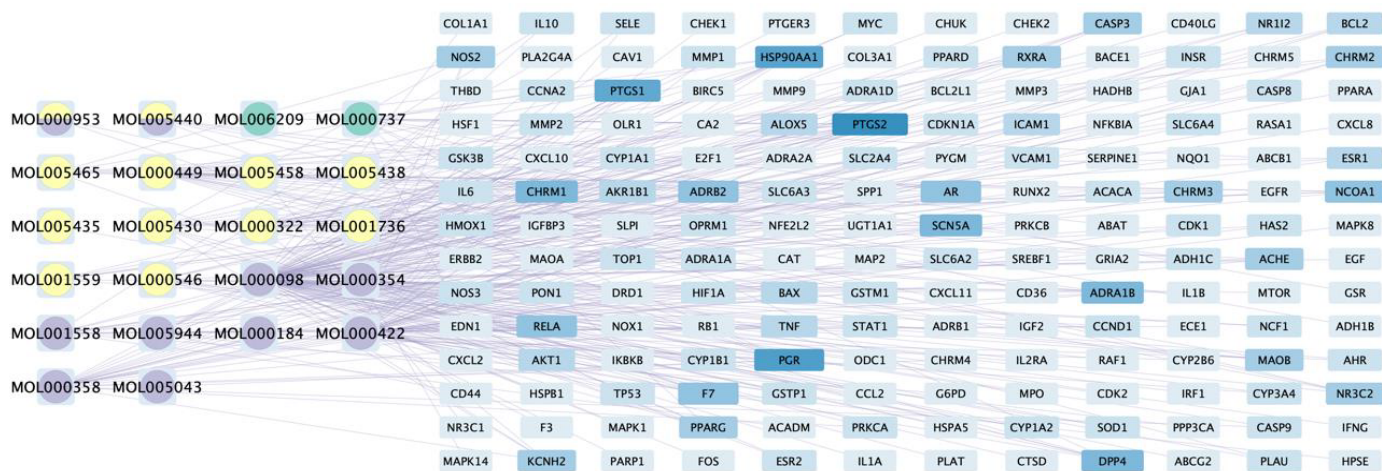 COL1A1 IL10 SELE CHEK1 PTGER3 MYC CHUK CHEK2 CASP3 CD40LG NR1I2 BCL2
NOS2 PLA2G4A CAV1 MMP1 HSP90AA1 COL3A1 PPARD RXRA BACE1 INSR CHRM5 CHRM2
THBD CCNA2 PTGS1 BIRC5 MMP9 ADRA1D BCL2L1 MMP3 HADHB GJA1 CASP8 PPARA
MOL000953 MOL005440 MOL006209 MOL000737
HSF1 MMP2 OLR1 CA2 ALOX5 PTGS2 CDKN1A ICAM1 NFKBIA SLC6A4 RASA1 CXCL8
GSK3B CXCL10 CYP1A1 E2F1 ADRA2A SLC2A4 PYGM VCAM1 SERPINE1 NQO1 ABCB1 ESR1
MOL005465 MOL000449 MOL005458 MOL005438
IL6 CHRM1 AKR1B1 ADRB2 SLC6A3 SPP1 AR RUNX2 ACACA CHRM3 EGFR NCOA1
MOL005435 MOL005430 MOL000322 MOL001736
HMOX1 IGFBP3 SLPI OPRM1 NFE2L2 UGT1A1 SCN5A PRKCB ABAT CDK1 HAS2 MAPK8
ERBB2 MAOA TOP1 ADRA1A CAT MAP2 SLC6A2 SREBF1 GRIA2 ADH1C ACHE EGF
MOL001559 MOL000546 MOL000098 MOL000354
NOS3 PON1 DRD1 HIF1A BAX GSTM1 CXCL11 CD36 ADRA1B IL1B MTOR GSR
EDN1 RELA NOX1 RB1 TNF STAT1 ADRB1 IGF2 CCND1 ECE1 NCF1 ADH1B
MOL001558 MOL005944 MOL000184 MOL000422
CXCL2 AKT1 IKBKB CYP1B1 PGR ODC1 CHRM4 IL2RA RAF1 CYP2B6 MAOB AHR
MOL000358 MOL005043
CD44 HSPB1 TP53 F7 GSTP1 CCL2 G6PD MPO CDK2 IRF1 CYP3A4 NR3C2
NR3C1 F3 MAPK1 PPARG ACADM PRKCA HSPA5 CYP1A2 SOD1 PPP3CA CASP9 IFNG
MAPK14 KCNH2 PARP1 FOS ESR2 IL1A PLAT CTSD DPP4 ABCG2 PLAU HPSE